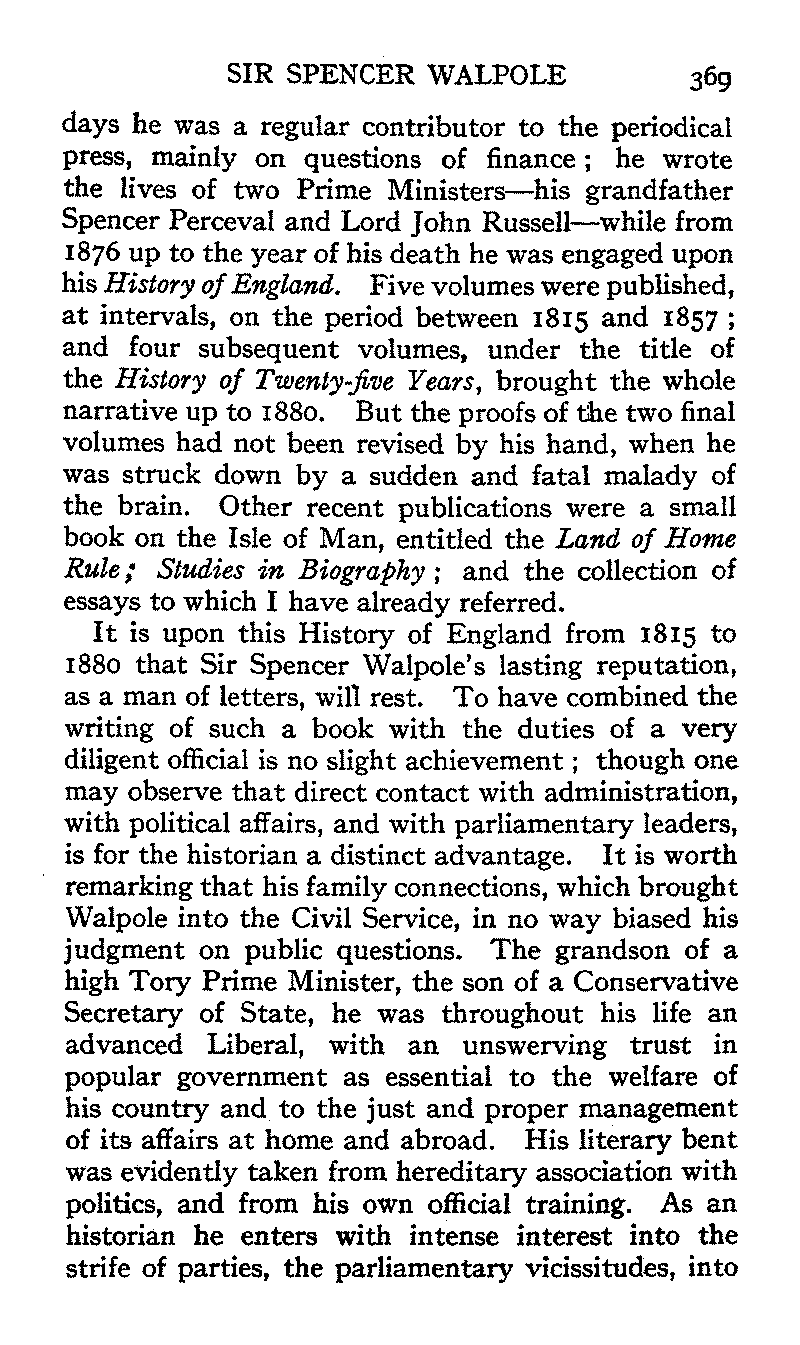 SIR SPENCER WALPOLE 369
days he was a regular contributor to the periodical
press, mainly on questions of finance ; he wrote
the lives of two Prime Ministers—his grandfather
Spencer Perceval and Lord John Russell—while from
1876 up to the year of his death he was engaged upon
his History of England. Five volumes were published,
at intervals, on the period between 1815 and 1857 ;
and four subsequent volumes, under the title of
the History of Twenty-five Years, brought the whole
narrative up to 1880. But the proofs of the two final
volumes had not been revised by his hand, when he
was struck down by a sudden and fatal malady of
the brain. Other recent publications were a small
book on the Isle of Man, entitled the Land of Home
Rule ; Studies in Biography ; and the collection of
essays to which I have already referred.
It is upon this History of England from 1815 to
1880 that Sir Spencer Walpole's lasting reputation,
as a man of letters, will rest. To have combined the
writing of such a book with the duties of a very
diligent official is no slight achievement ; though one
may observe that direct contact with administration,
with political affairs, and with parliamentary leaders,
is for the historian a distinct advantage. It is worth
remarking that his family connections, which brought
Walpole into the Civil Service, in no way biased his
judgment on public questions. The grandson of a
high Tory Prime Minister, the son of a Conservative
Secretary of State, he was throughout his life an
advanced Liberal, with an unswerving trust in
popular government as essential to the welfare of
his country and to the just and proper management
of its affairs at home and abroad. His literary bent
was evidently taken from hereditary association with
politics, and from his own official training. As an
historian he enters with intense interest into the
strife of parties, the parliamentary vicissitudes, into